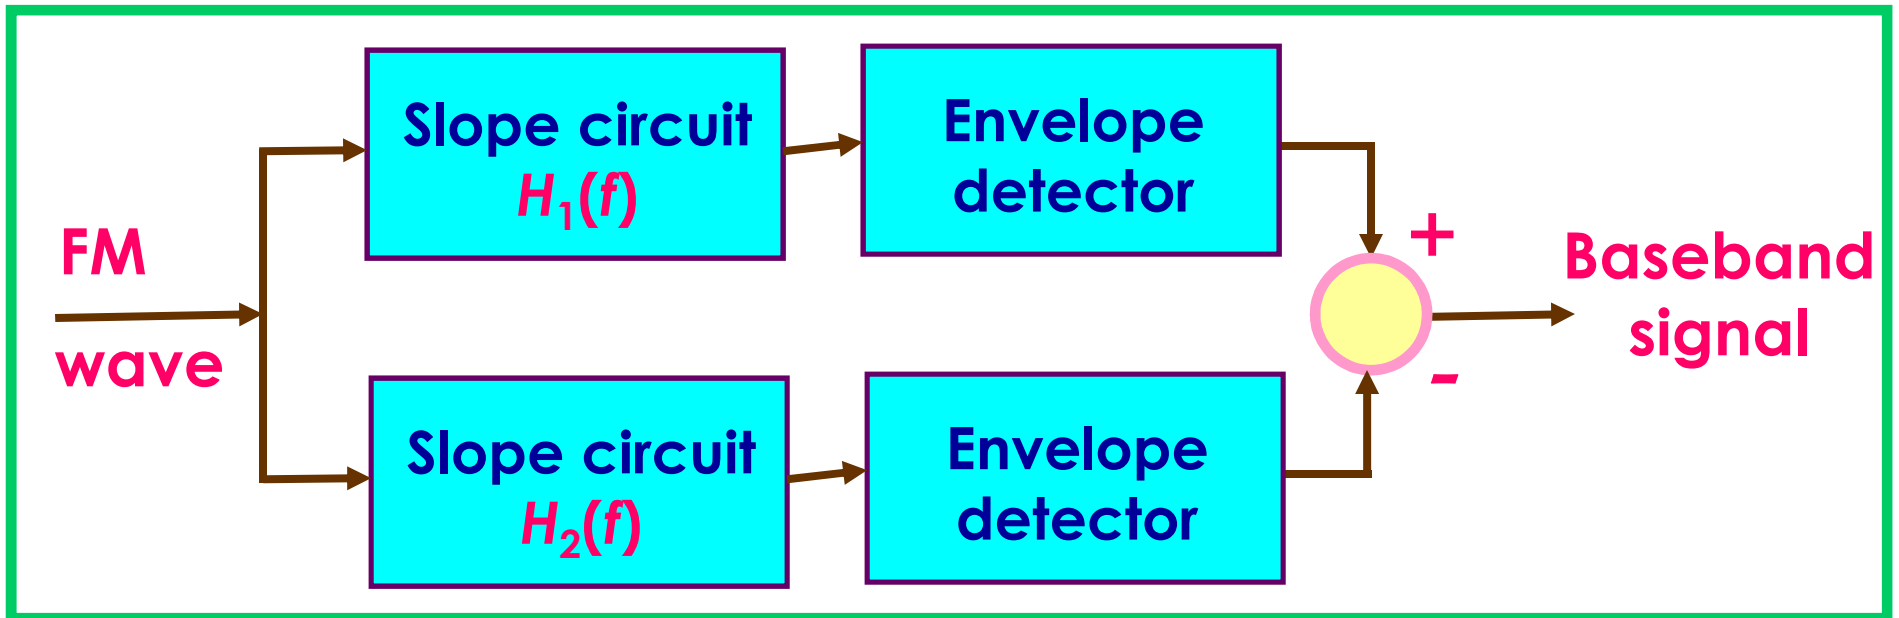 Slope circuit
H₁(f)
Envelope
detector
FM
wave
+
-
Baseband
signal
Slope circuit
H₂(f)
Envelope
detector